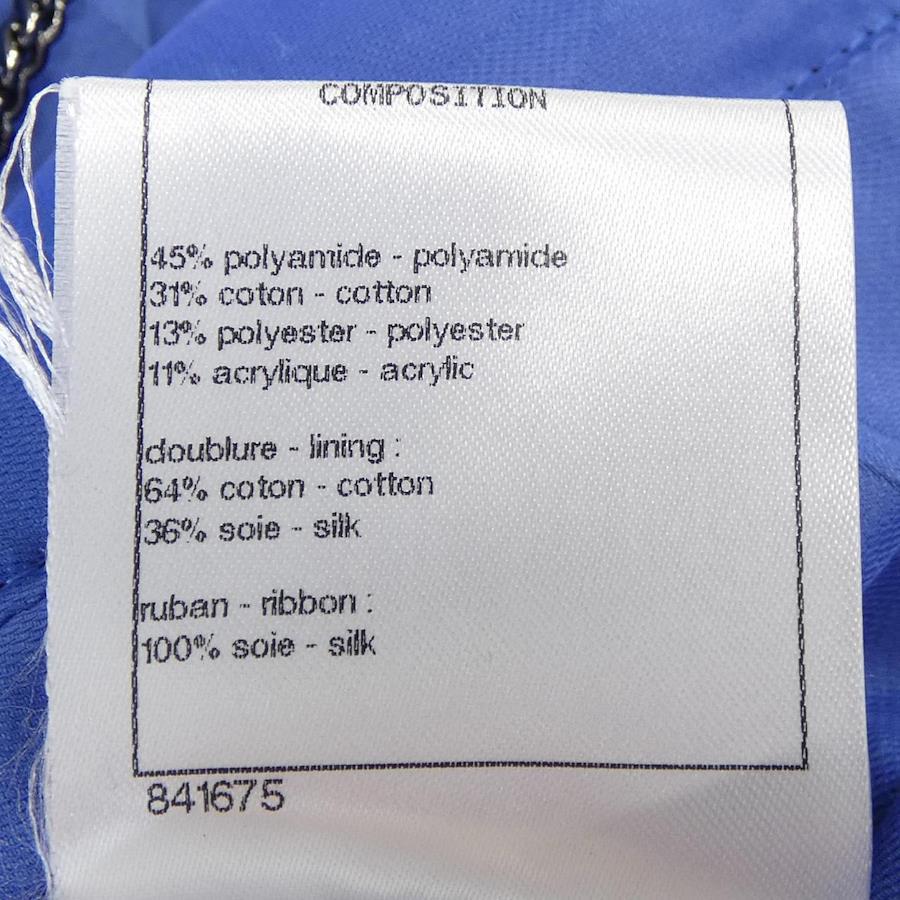 COMPOSITION
45% polyamide - polyamide
31% coton - cotton
13% polyester - polyester
11% acrylique - acrylic
doublure - lining :
64% coton - cotton
36% soie - silk
ruban - ribbon :
100% soie - silk
841675